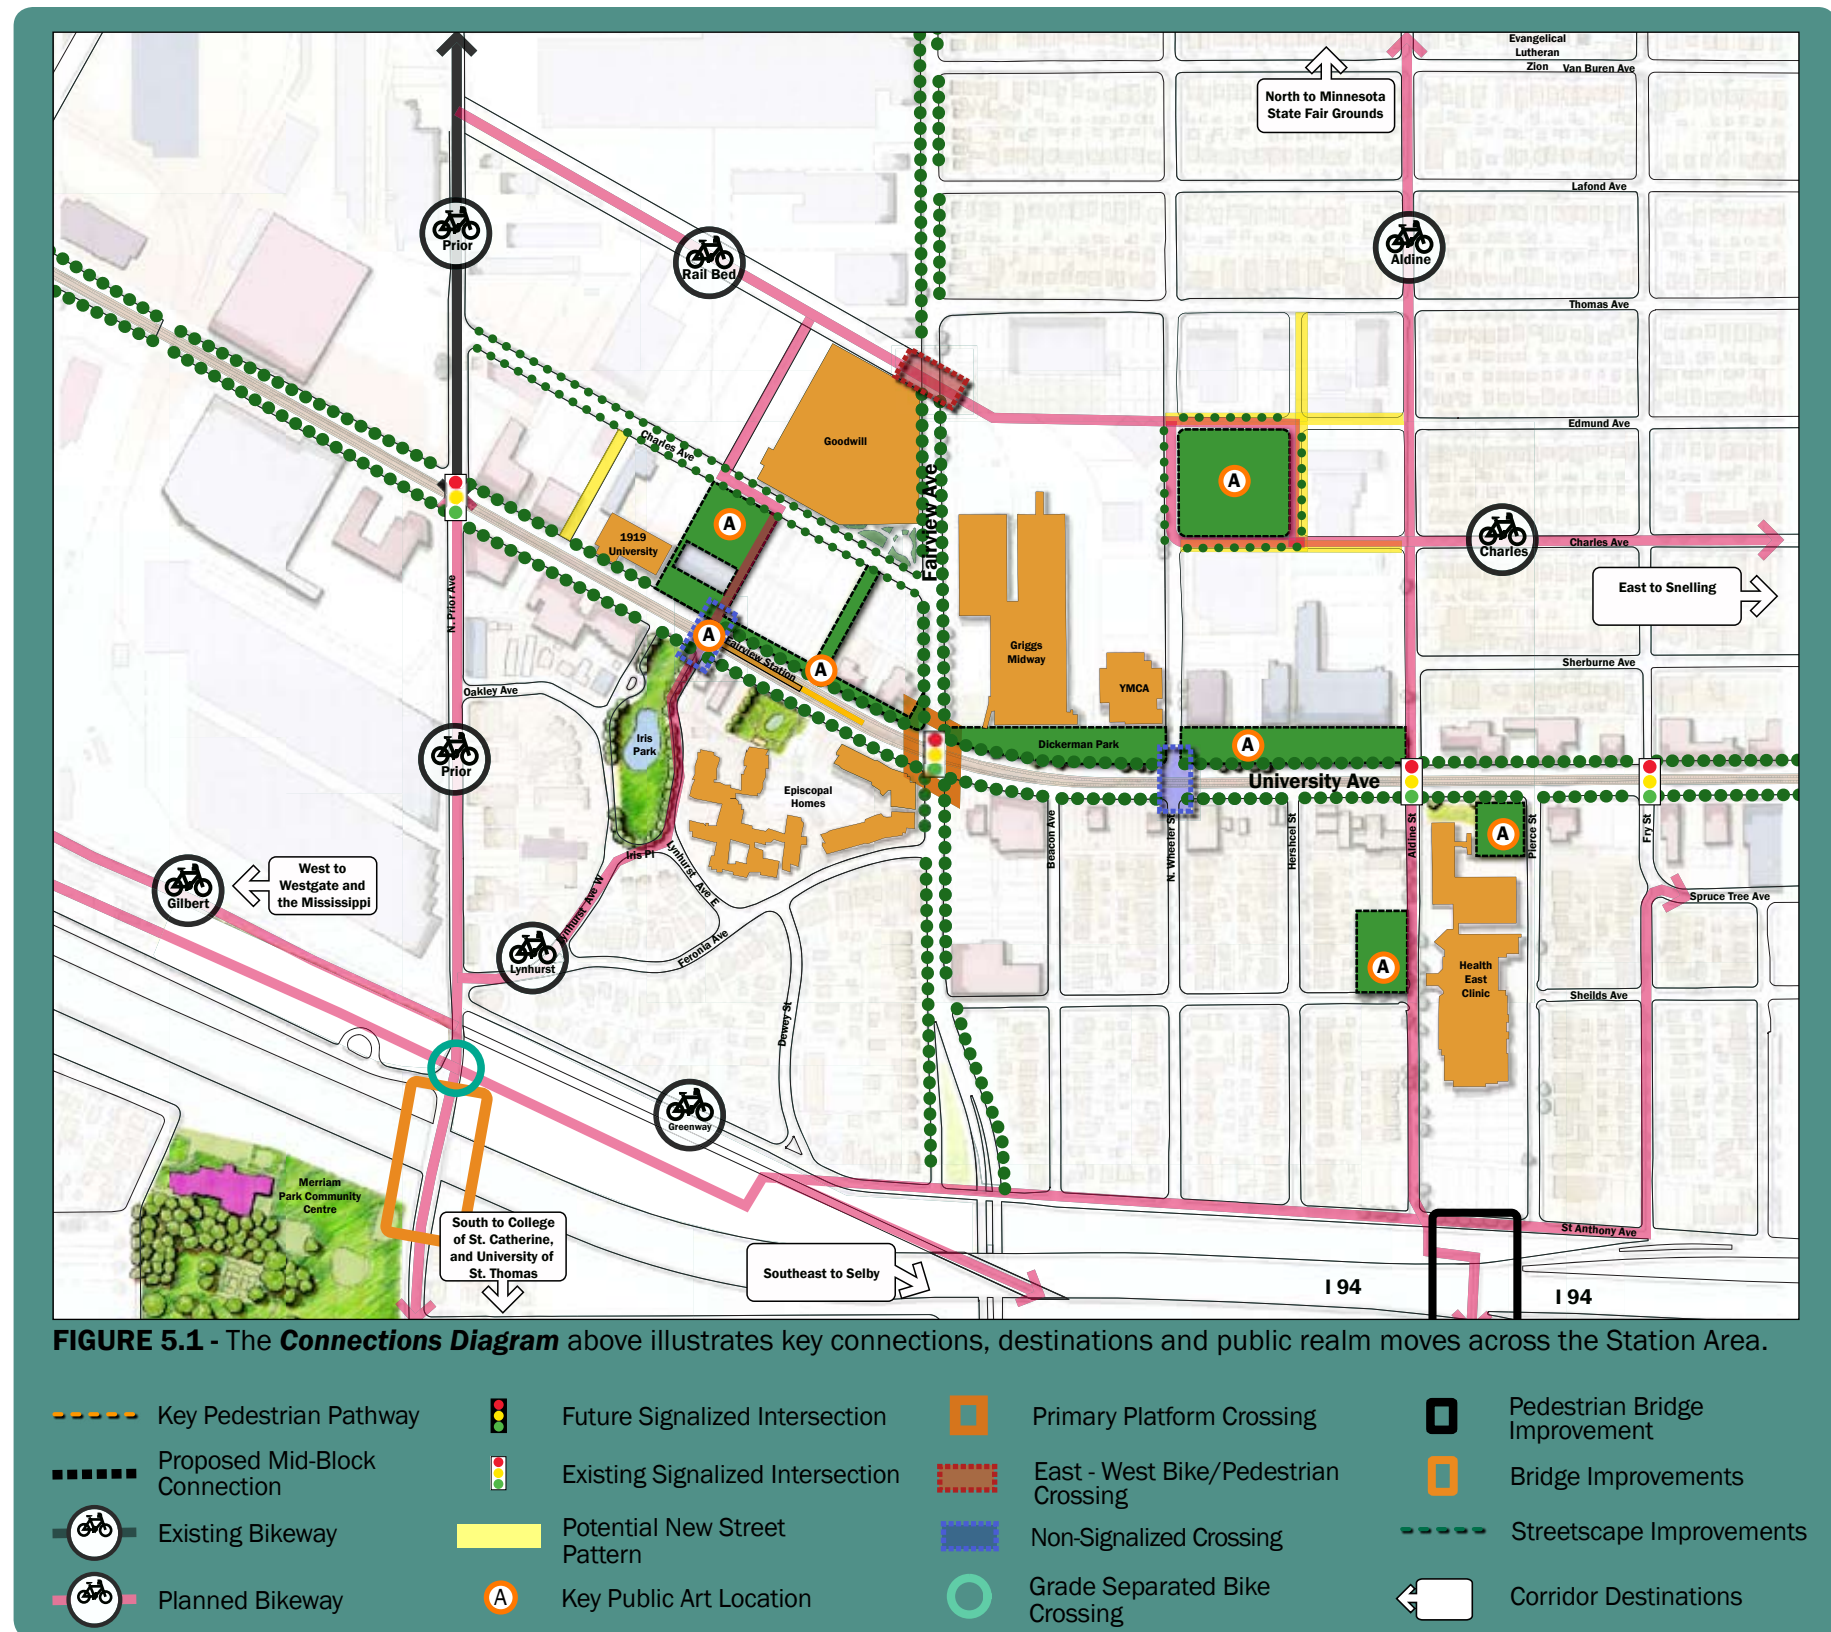 Evangelical
Lutheran
Zion
Van Buren Ave
North to Minnesota
State Fair Grounds
Lafond Ave
Prior
Rail Bed
Aldine
Thomas Ave
Edmund Ave
Charles Ave
Goodwill
Fairview Ave
A
A
1919
University
Charles
Charles Ave
East to Snelling
N. Prior Ave
A
Fairview Station
A
Griggs
Midway
YMCA
Sherburne Ave
Oakley Ave
Iris
Park
Dickerman Park
A
Prior
University Ave
Episcopal
Homes
Beacon Ave
N. Wheeler St
Hershcel St
Aldine St
A
Pierce St
Fry St
Iris Pl
Lynhurst Ave E
West to
Westgate and
the Mississippi
Gilbert
Lynhurst Ave W
Spruce Tree Ave
Feronia Ave
Lynhurst
A
Health
East
Clinic
Sheilds Ave
Dewey St
Greenway
Merriam
Park Community
Centre
South to College
of St. Catherine,
and University of
St. Thomas
St Anthony Ave
Southeast to Selby
I 94
I 94
FIGURE 5.1 - The Connections Diagram above illustrates key connections, destinations and public realm moves across the Station Area.
Key Pedestrian Pathway
Proposed Mid-Block
Connection
Existing Bikeway
Planned Bikeway
Future Signalized Intersection
Existing Signalized Intersection
Potential New Street
Pattern
A
Key Public Art Location
Primary Platform Crossing
East - West Bike/Pedestrian
Crossing
Non-Signalized Crossing
Grade Separated Bike
Crossing
Pedestrian Bridge
Improvement
Bridge Improvements
Streetscape Improvements
Corridor Destinations